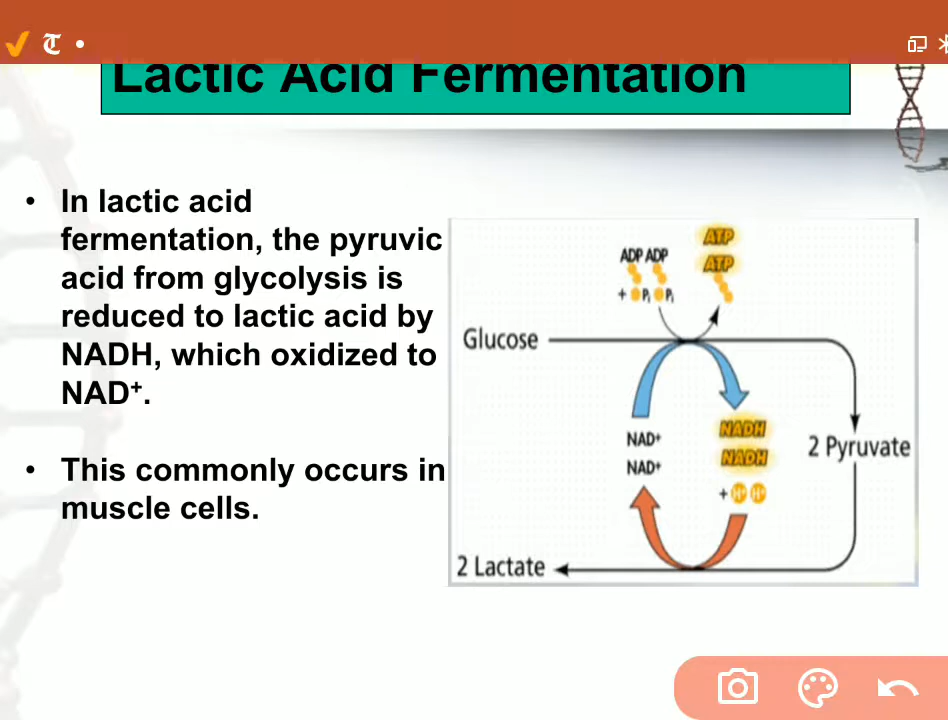 Lactic Acid Fermentation
• In lactic acid
fermentation, the pyruvic
acid from glycolysis is
reduced to lactic acid by
NADH, which oxidized to
NAD⁺.
• This commonly occurs in
muscle cells.
ATP
ADP ADP
ATP
+ Pi Pi
Glucose
NAD+
NADH
2 Pyruvate
NAD+
NADH
+ H+ H+
2 Lactate